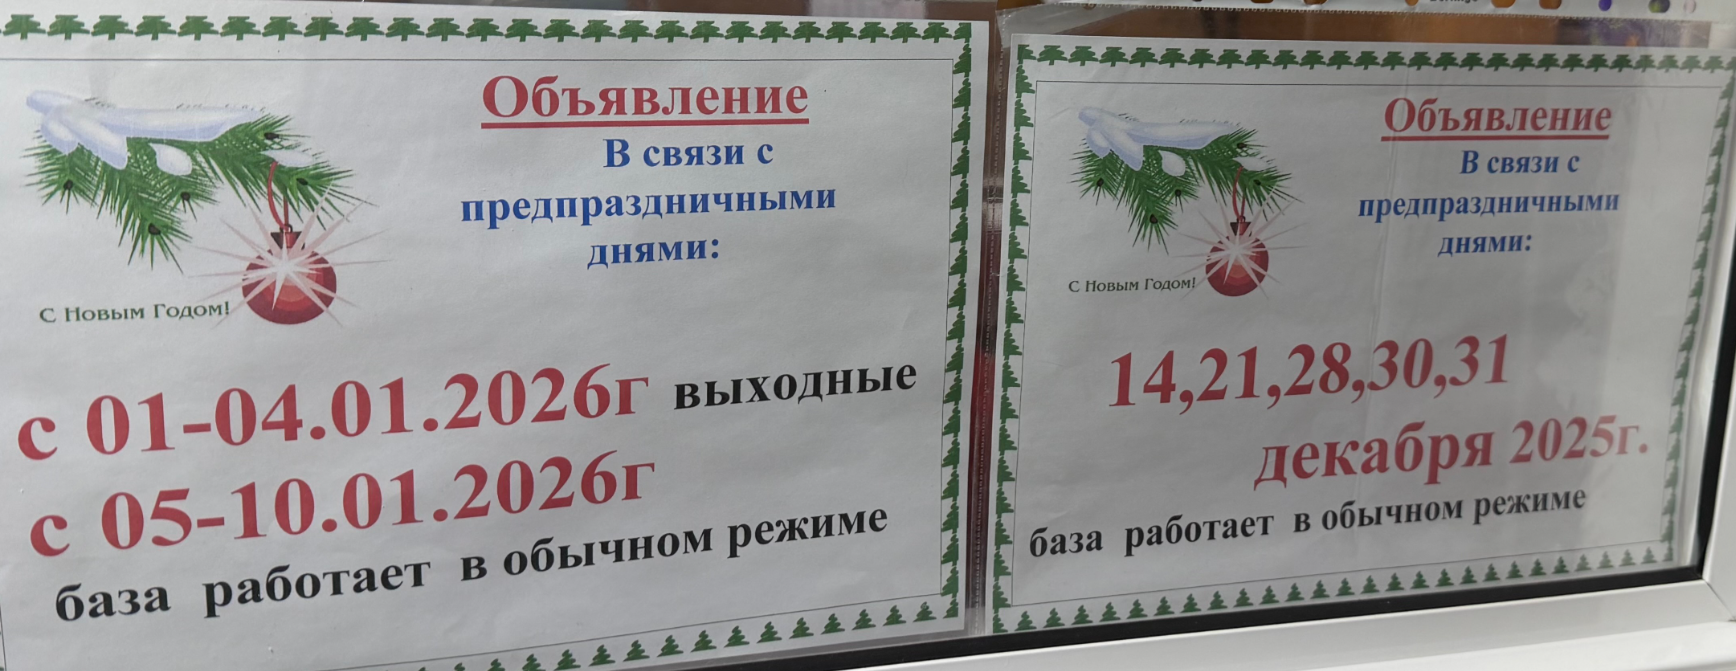 Объявление
В связи с
предпраздничными
днями:
С Новым Годом!
с 01-04.01.2026г выходные
с 05-10.01.2026г
база работает в обычном режиме
Объявление
В связи с
предпраздничными
днями:
С Новым Годом!
14,21,28,30,31
декабря 2025г.
база работает в обычном режиме